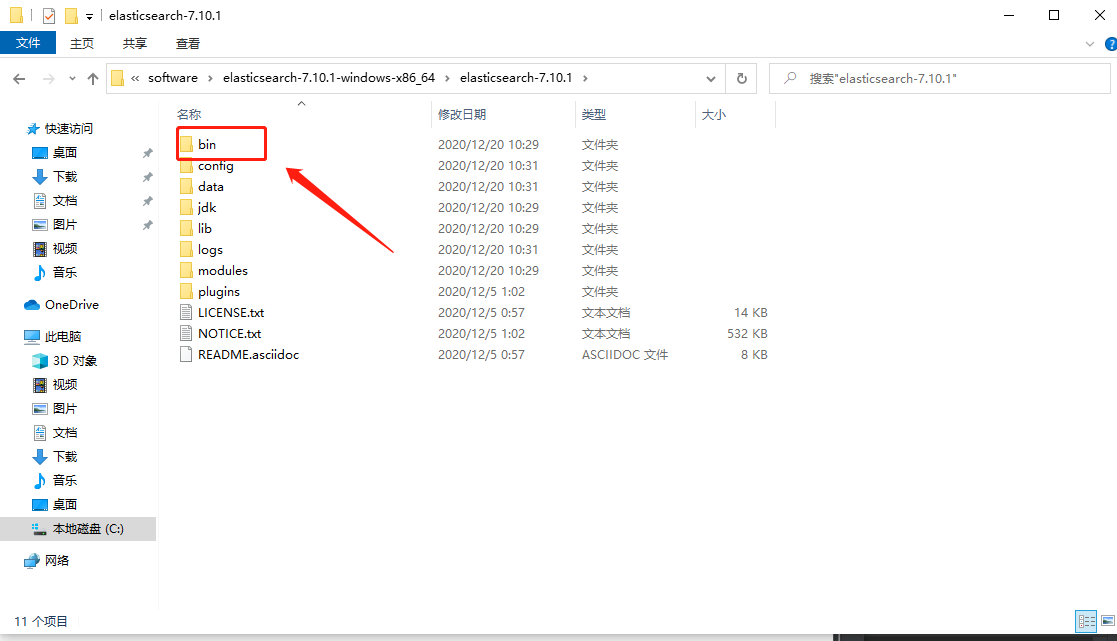 elasticsearch-7.10.1
文件 主页 共享 查看
« software › elasticsearch-7.10.1-windows-x86_64 › elasticsearch-7.10.1 ›
搜索"elasticsearch-7.10.1"
快速访问
桌面
下载
文档
图片
视频
音乐
OneDrive
此电脑
3D 对象
视频
图片
文档
下载
音乐
桌面
本地磁盘 (C:)
网络
名称 修改日期 类型 大小
bin 2020/12/20 10:29 文件夹
config 2020/12/20 10:31 文件夹
data 2020/12/20 10:31 文件夹
jdk 2020/12/20 10:29 文件夹
lib 2020/12/20 10:29 文件夹
logs 2020/12/20 10:31 文件夹
modules 2020/12/20 10:29 文件夹
plugins 2020/12/5 1:02 文件夹
LICENSE.txt 2020/12/5 0:57 文本文档 14 KB
NOTICE.txt 2020/12/5 1:02 文本文档 532 KB
README.asciidoc 2020/12/5 0:57 ASCIIDOC 文件 8 KB
11 个项目